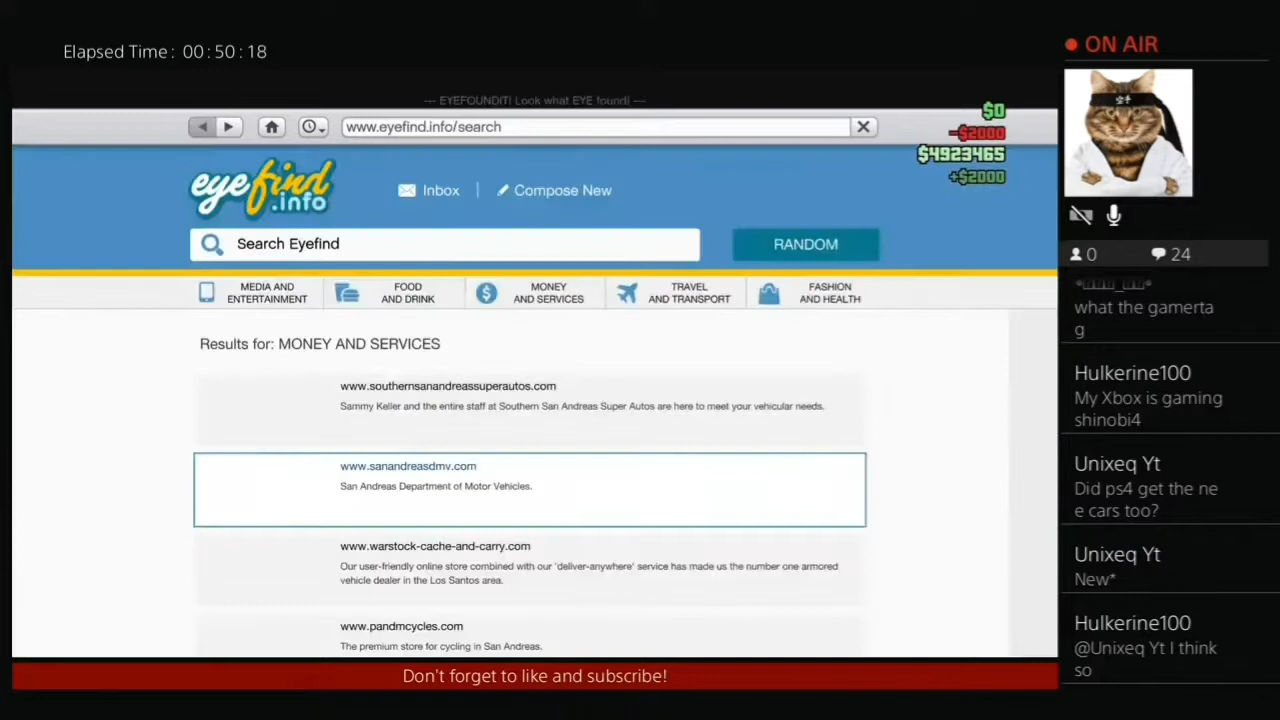 Elapsed Time: 00:50:18
ON AIR
--- EYEFOUNDIT! Look what EYE found! ---
www.eyefind.info/search
$0
-$2000
$4923465
+$2000
eyefind
.info
Inbox
Compose New
Search Eyefind
RANDOM
MEDIA AND
ENTERTAINMENT
FOOD
AND DRINK
MONEY
AND SERVICES
TRAVEL
AND TRANSPORT
FASHION
AND HEALTH
Results for: MONEY AND SERVICES
www.southernsanandreassuperautos.com
Sammy Keller and the entire staff at Southern San Andreas Super Autos are here to meet your vehicular needs.
www.sanandreasdmv.com
San Andreas Department of Motor Vehicles.
www.warstock-cache-and-carry.com
Our user-friendly online store combined with our 'deliver-anywhere' service has made us the number one armored
vehicle dealer in the Los Santos area.
www.pandmcycles.com
The premium store for cycling in San Andreas.
Don't forget to like and subscribe!
0
24
what the gamerta
g
Hulkerine100
My Xbox is gaming
shinobi4
Unixeq Yt
Did ps4 get the ne
e cars too?
Unixeq Yt
New*
Hulkerine100
@Unixeq Yt I think
so